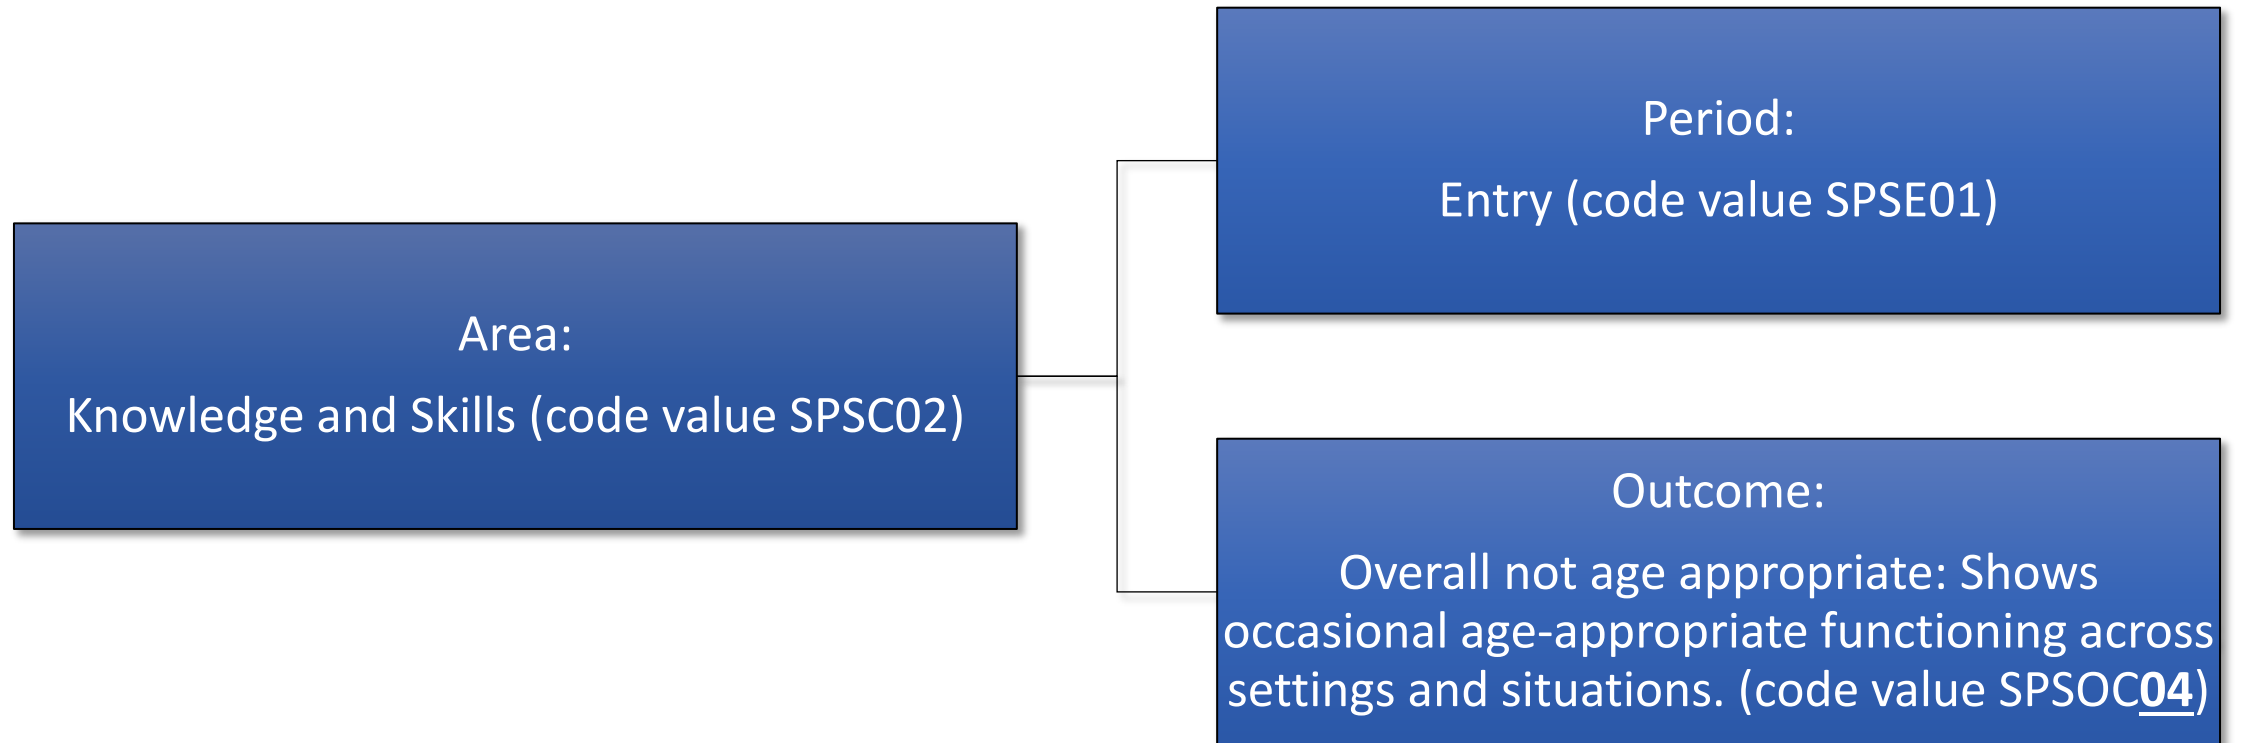 Area:
Knowledge and Skills (code value SPSC02)
Period:
Entry (code value SPSE01)
Outcome:
Overall not age appropriate: Shows
occasional age-appropriate functioning across
settings and situations. (code value SPSOC04)